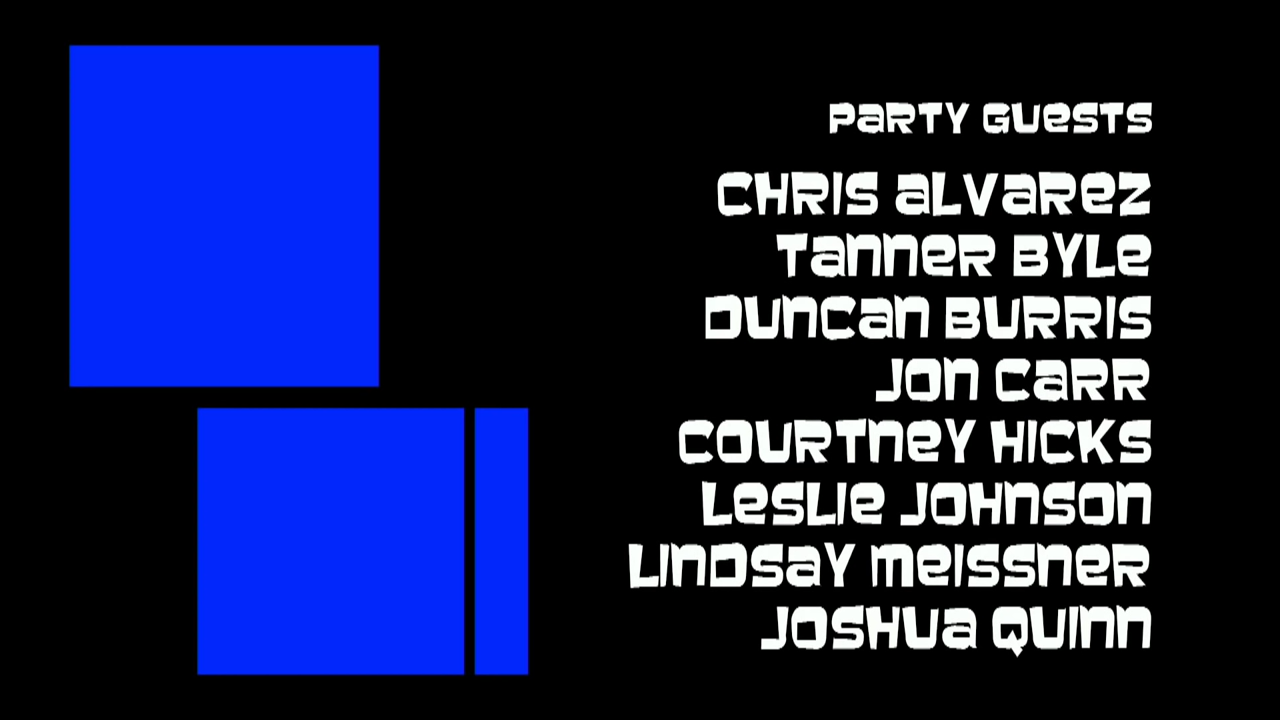 PARTY GUESTS
CHRIS ALVAREZ
TANNER BYLE
DUNCAN BURRIS
JON CARR
COURTNEY HICKS
LESLIE JOHNSON
LINDSAY MEISSNER
JOSHUA QUINN